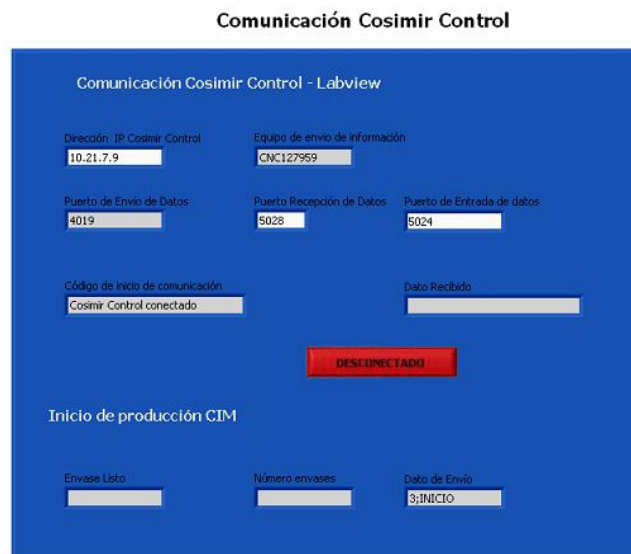 Comunicación Cosimir Control
Comunicación Cosimir Control - Labview
Dirección IP Cosimir Control
Equipo de envio de información
10.21.7.9
CNC127959
Puerto de Envío de Datos
Puerto Recepción de Datos
Puerto de Entrada de datos
4019
5028
5024
Código de inicio de comunicación
Dato Recibido
Cosimir Control conectado
DESCONECTADO
Inicio de producción CIM
Envase Listo
Número envases
Dato de Envío
3;INICIO